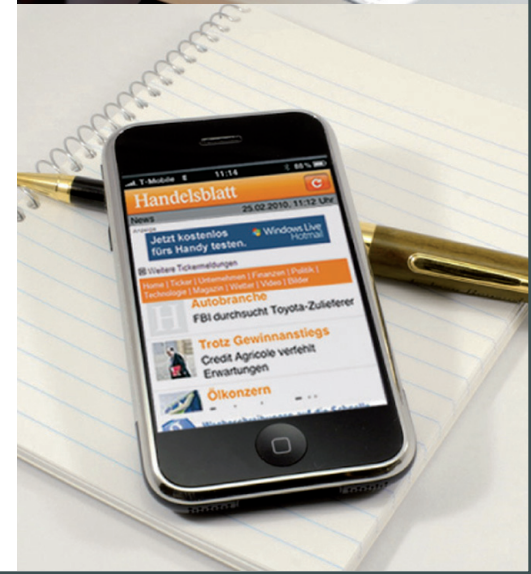 T-Mobile 11:14 66%
Handelsblatt
News 25.02.2010, 11:12 Uhr
Anzeige
Jetzt kostenlos
fürs Handy testen.
Windows Live
Hotmail
Weitere Tickermeldungen
Home | Ticker | Unternehmen | Finanzen | Politik |
Technologie | Magazin | Wetter | Video | Bilder
Autobranche
FBI durchsucht Toyota-Zulieferer
Trotz Gewinnanstiegs
Credit Agricole verfehlt
Erwartungen
Ölkonzern